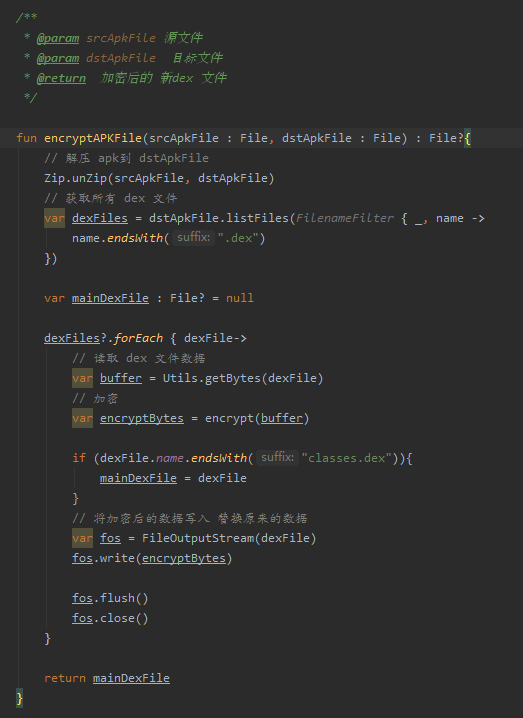 /**
 * @param srcApkFile 源文件
 * @param dstApkFile  目标文件
 * @return  加密后的 新dex 文件
 */
fun encryptAPKFile(srcApkFile : File, dstApkFile : File) : File?{
    // 解压 apk到 dstApkFile
    Zip.unZip(srcApkFile, dstApkFile)
    // 获取所有 dex 文件
    var dexFiles = dstApkFile.listFiles(FilenameFilter { _, name ->
        name.endsWith( suffix: ".dex")
    })
    var mainDexFile : File? = null
    dexFiles?.forEach { dexFile->
        // 读取 dex 文件数据
        var buffer = Utils.getBytes(dexFile)
        // 加密
        var encryptBytes = encrypt(buffer)
        if (dexFile.name.endsWith( suffix: "classes.dex")){
            mainDexFile = dexFile
        }
        // 将加密后的数据写入 替换原来的数据
        var fos = FileOutputStream(dexFile)
        fos.write(encryptBytes)
        fos.flush()
        fos.close()
    }
    return mainDexFile
}